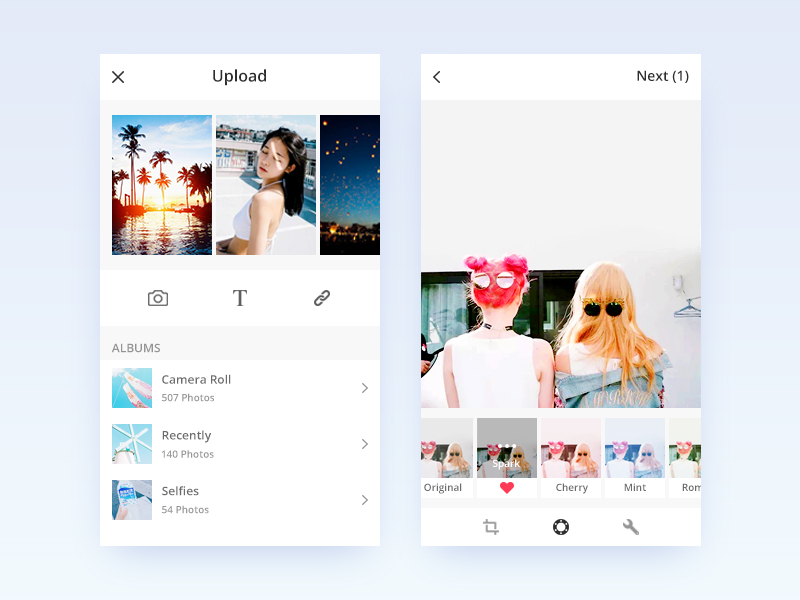 Upload
T
ALBUMS
Camera Roll
507 Photos
Recently
140 Photos
Selfies
54 Photos
Next (1)
Original
Spark
Cherry
Mint
Rom